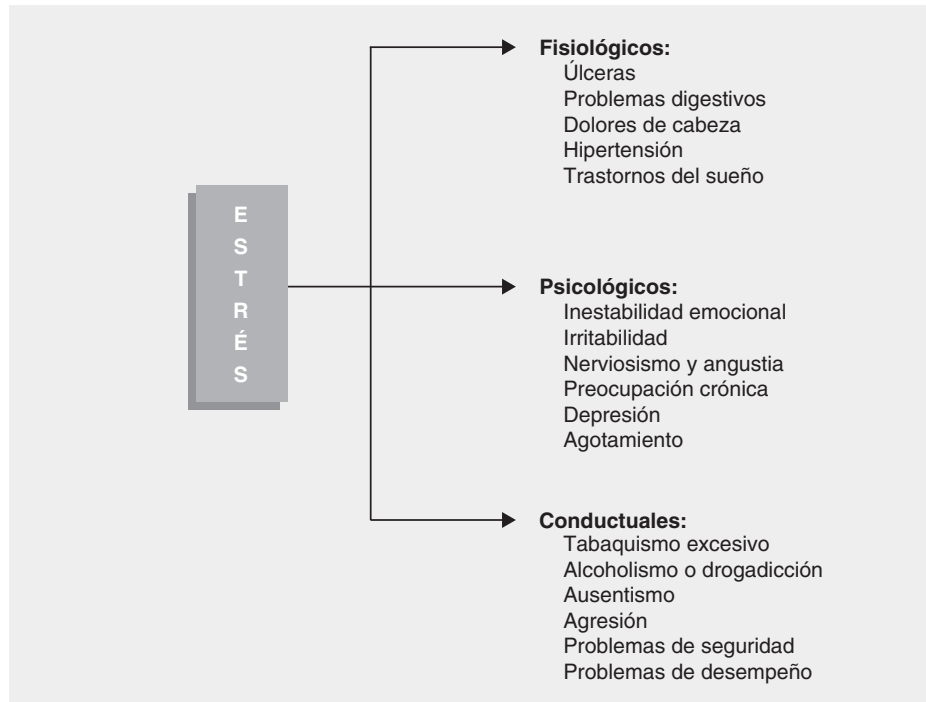 Fisiológicos:
Úlceras
Problemas digestivos
Dolores de cabeza
Hipertensión
Trastornos del sueño
E
S
T
R
É
S
Psicológicos:
Inestabilidad emocional
Irritabilidad
Nerviosismo y angustia
Preocupación crónica
Depresión
Agotamiento
Conductuales:
Tabaquismo excesivo
Alcoholismo o drogadicción
Ausentismo
Agresión
Problemas de seguridad
Problemas de desempeño